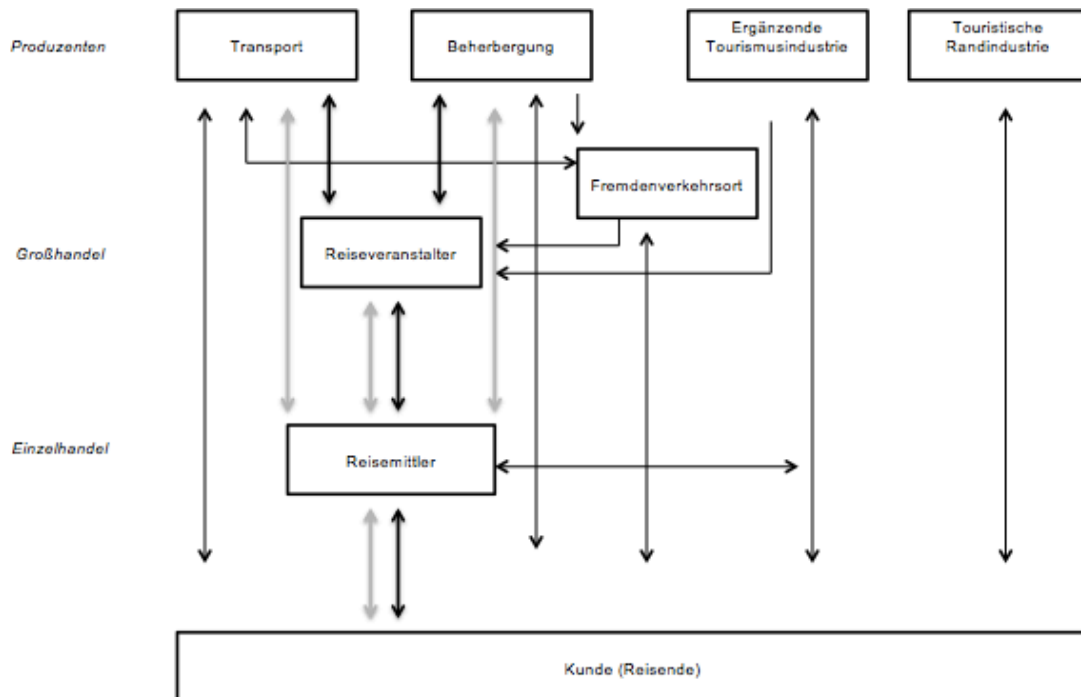 Produzenten
Transport
Beherbergung
Ergänzende
Tourismusindustrie
Touristische
Randindustrie
Fremdenverkehrsort
Großhandel
Reiseveranstalter
Einzelhandel
Reisemittler
Kunde (Reisende)